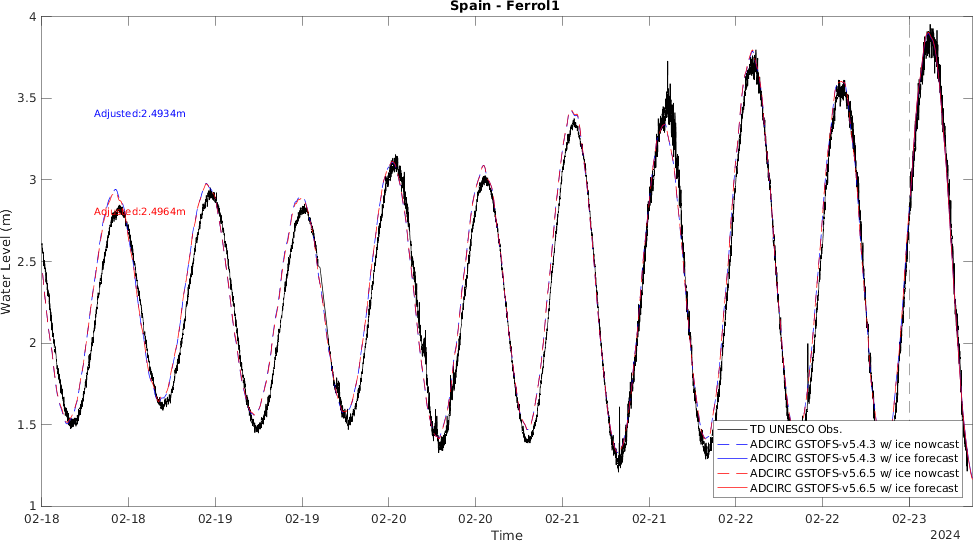 Spain - Ferrol1
4
3.5
3
2.5
2
1.5
1
Water Level (m)
Adjusted:2.4934m
Adjusted:2.4964m
TD UNESCO Obs.
ADCIRC GSTOFS-v5.4.3 w/ ice nowcast
ADCIRC GSTOFS-v5.4.3 w/ ice forecast
ADCIRC GSTOFS-v5.6.5 w/ ice nowcast
ADCIRC GSTOFS-v5.6.5 w/ ice forecast
02-18 02-18 02-19 02-19 02-20 02-20 02-21 02-21 02-22 02-22 02-23
Time
2024